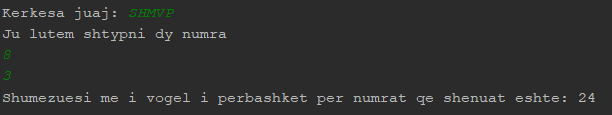 Kerkesa juaj: SHMVP
Ju lutem shtypni dy numra
8
3
Shumezuesi me i vogel i perbashket per numrat qe shenuat eshte: 24